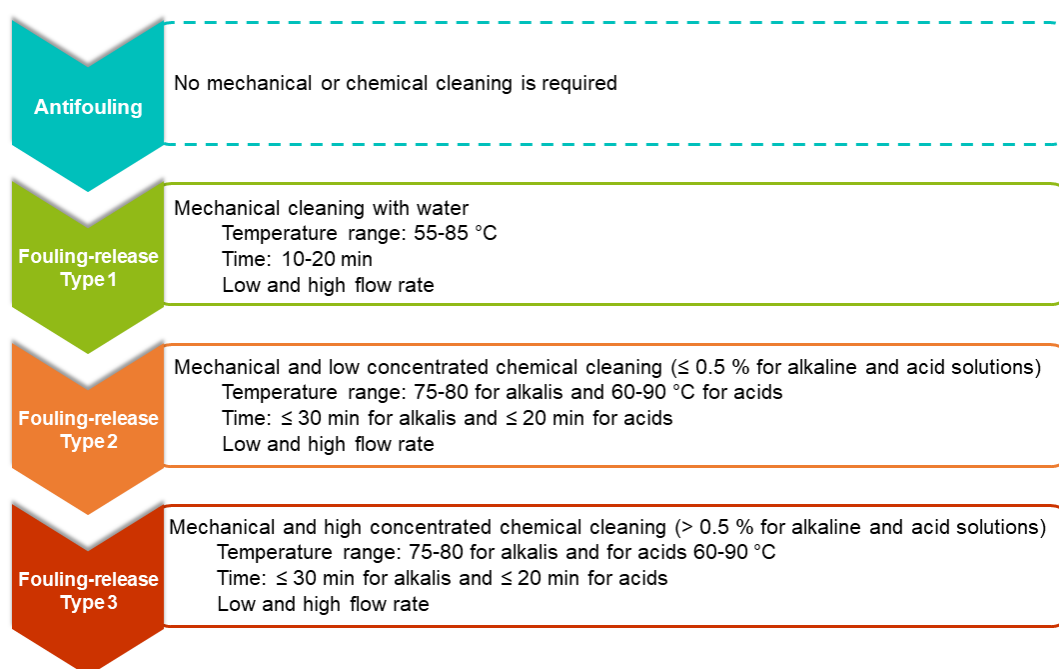 Antifouling
No mechanical or chemical cleaning is required
Fouling-release
Type 1
Mechanical cleaning with water
Temperature range: 55-85 °C
Time: 10-20 min
Low and high flow rate
Fouling-release
Type 2
Mechanical and low concentrated chemical cleaning (≤ 0.5 % for alkaline and acid solutions)
Temperature range: 75-80 for alkalis and 60-90 °C for acids
Time: ≤ 30 min for alkalis and ≤ 20 min for acids
Low and high flow rate
Fouling-release
Type 3
Mechanical and high concentrated chemical cleaning (> 0.5 % for alkaline and acid solutions)
Temperature range: 75-80 for alkalis and for acids 60-90 °C
Time: ≤ 30 min for alkalis and ≤ 20 min for acids
Low and high flow rate